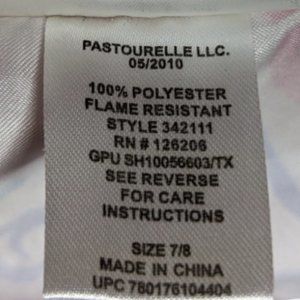 PASTOURELLE LLC.
05/2010
100% POLYESTER
FLAME RESISTANT
STYLE 342111
RN # 126206
GPU SH10056603/TX
SEE REVERSE
FOR CARE
INSTRUCTIONS
SIZE 7/8
MADE IN CHINA
UPC 780176104404